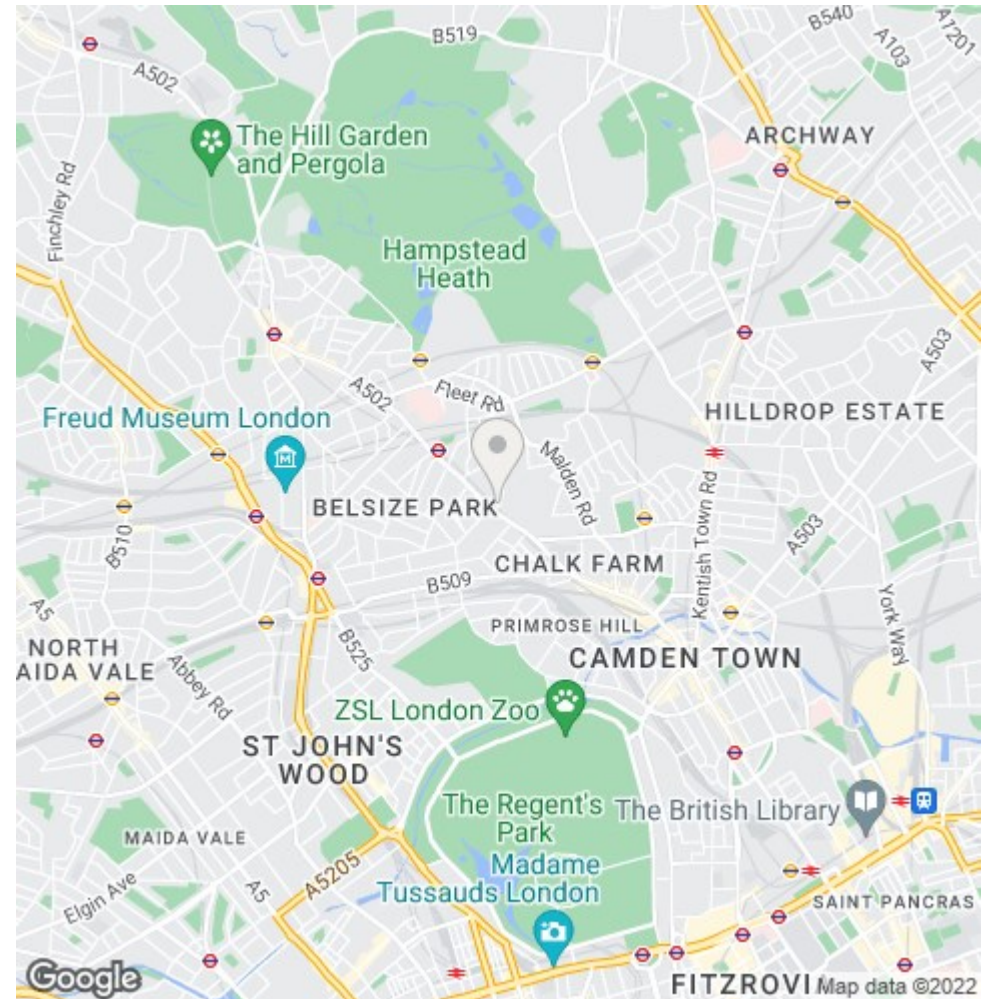 B519
B540
A103
A7201
A502
The Hill Garden
and Pergola
ARCHWAY
Finchley Rd
Hampstead
Heath
A503
A502
Fleet Rd
Freud Museum London
HILLDROP ESTATE
Malden Rd
BELSIZE PARK
Kentish Town Rd
A503
B510
CHALK FARM
B509
A5
PRIMROSE HILL
York Way
NORTH
AIDA VALE
B525
CAMDEN TOWN
Abbey Rd
ZSL London Zoo
ST JOHN'S
WOOD
The Regent's
Park
The British Library
MAIDA VALE
Madame
Tussauds London
A5205
Elgin Ave
A5
SAINT PANCRAS
Google
FITZROVI
Map data ©2022